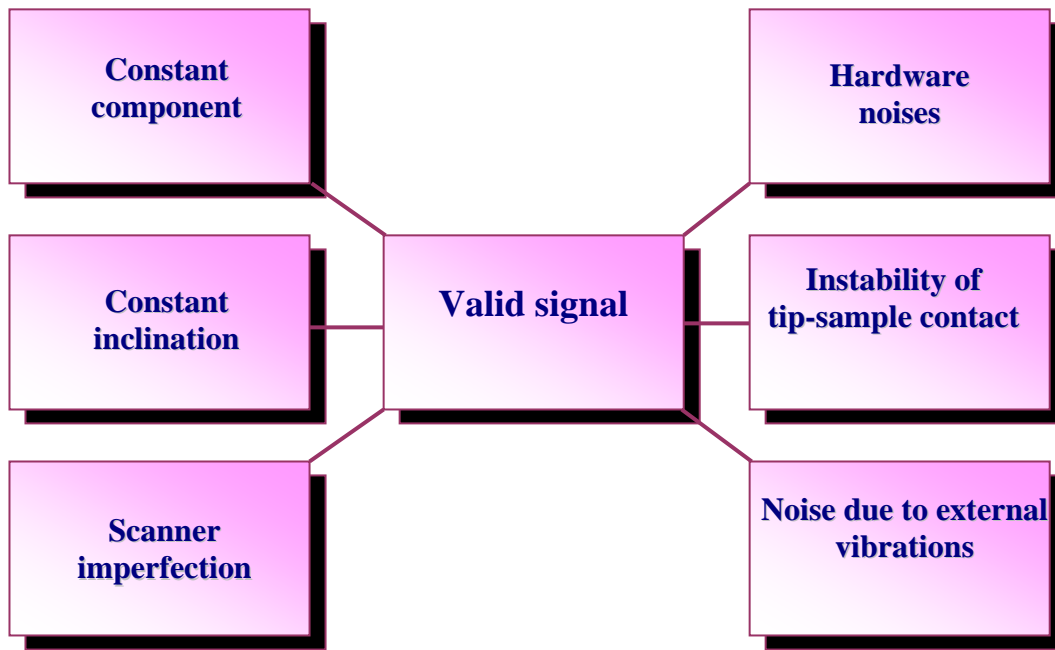 Constant
component
Hardware
noises
Constant
inclination
Valid signal
Instability of
tip-sample contact
Scanner
imperfection
Noise due to external
vibrations